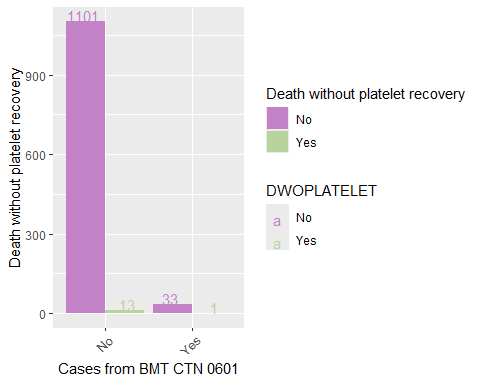 1101
900
600
300
0
13
33
1
Death without platelet recovery
No
Yes
Cases from BMT CTN 0601
Death without platelet recovery
No
Yes
DWOPLATELET
a No
a Yes